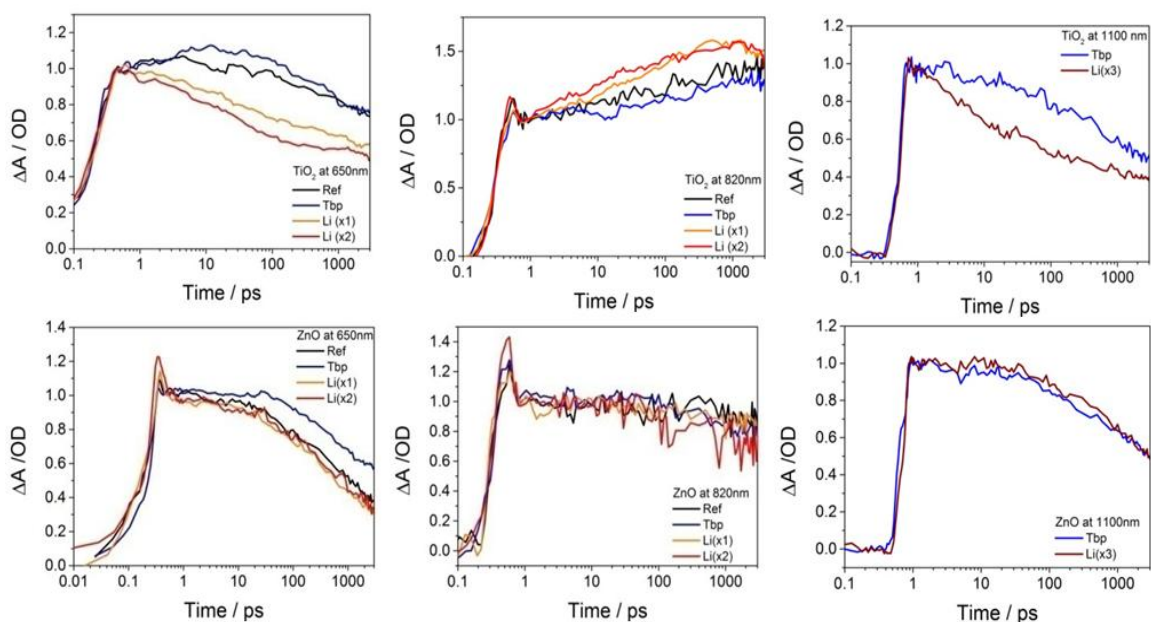 ΔA / OD
1.2
1.0
0.8
0.6
0.4
0.2
0.0
TiO₂ at 650nm
Ref
Tbp
Li (x1)
Li (x2)
0.1 1 10 100 1000
Time / ps
ΔA / OD
1.5
1.0
0.5
0.0
TiO₂ at 820nm
Ref
Tbp
Li (x1)
Li (x2)
0.1 1 10 100 1000
Time / ps
ΔA / OD
1.2
1.0
0.8
0.6
0.4
0.2
0.0
TiO₂ at 1100 nm
Tbp
Li(x3)
0.1 1 10 100 1000
Time / ps
ΔA /OD
1.4
1.2
1.0
0.8
0.6
0.4
0.2
0.0
ZnO at 650nm
Ref
Tbp
Li(x1)
Li(x2)
0.01 0.1 1 10 100 1000
Time / ps
ΔA /OD
1.4
1.2
1.0
0.8
0.6
0.4
0.2
0.0
ZnO at 820nm
Ref
Tbp
Li(x1)
Li(x2)
0.1 1 10 100 1000
Time / ps
ΔA / OD
1.2
1.0
0.8
0.6
0.4
0.2
0.0
ZnO at 1100nm
Tbp
Li(x3)
0.1 1 10 100 1000
Time / ps